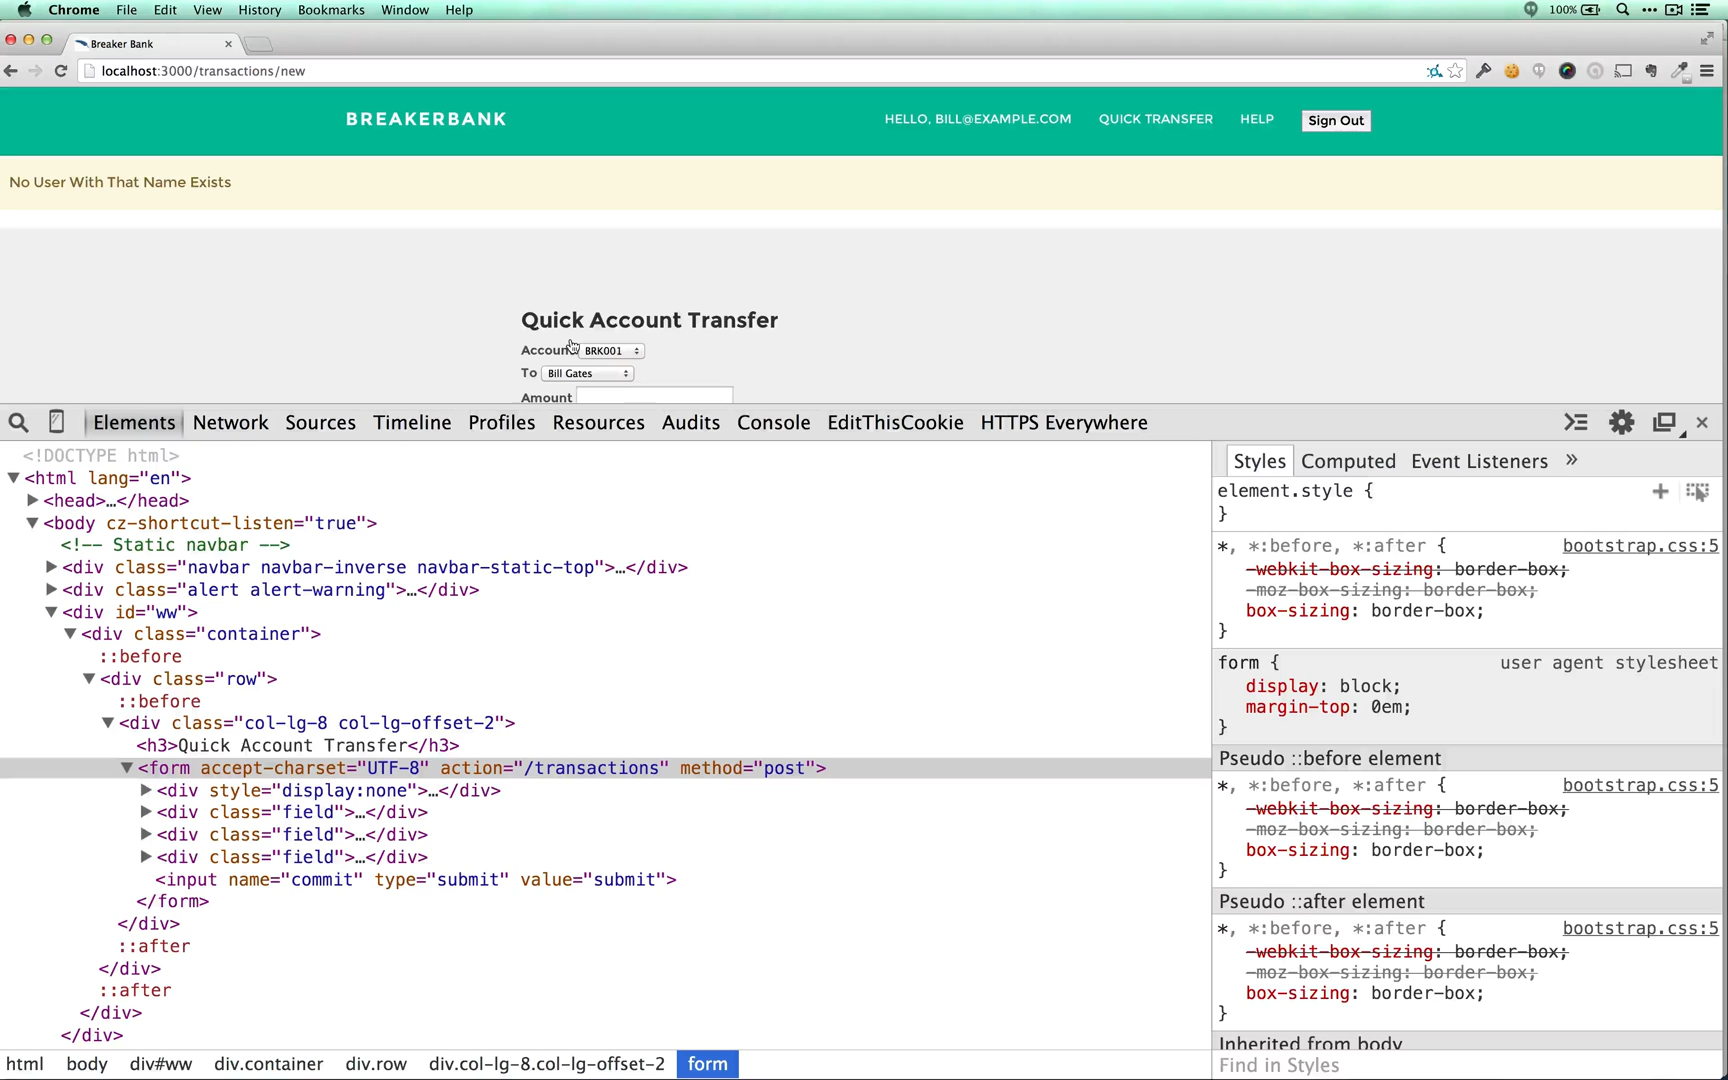 Chrome File Edit View History Bookmarks Window Help 100%
Breaker Bank
localhost:3000/transactions/new
BREAKERBANK HELLO, BILL@EXAMPLE.COM QUICK TRANSFER HELP Sign Out
No User With That Name Exists
Quick Account Transfer
Account BRK001
To Bill Gates
Amount
Elements Network Sources Timeline Profiles Resources Audits Console EditThisCookie HTTPS Everywhere
<!DOCTYPE html>
<html lang="en">
<head>…</head>
<body cz-shortcut-listen="true">
<!-- Static navbar -->
<div class="navbar navbar-inverse navbar-static-top">…</div>
<div class="alert alert-warning">…</div>
<div id="ww">
<div class="container">
::before
<div class="row">
::before
<div class="col-lg-8 col-lg-offset-2">
<h3>Quick Account Transfer</h3>
<form accept-charset="UTF-8" action="/transactions" method="post">
<div style="display:none">…</div>
<div class="field">…</div>
<div class="field">…</div>
<div class="field">…</div>
<input name="commit" type="submit" value="submit">
</form>
</div>
::after
</div>
::after
</div>
</div>
html body div#ww div.container div.row div.col-lg-8.col-lg-offset-2 form
Styles Computed Event Listeners »
element.style {
}
*, *:before, *:after { bootstrap.css:5
-webkit-box-sizing: border-box;
-moz-box-sizing: border-box;
box-sizing: border-box;
}
form { user agent stylesheet
display: block;
margin-top: 0em;
}
Pseudo ::before element
*, *:before, *:after { bootstrap.css:5
-webkit-box-sizing: border-box;
-moz-box-sizing: border-box;
box-sizing: border-box;
}
Pseudo ::after element
*, *:before, *:after { bootstrap.css:5
-webkit-box-sizing: border-box;
-moz-box-sizing: border-box;
box-sizing: border-box;
}
Inherited from body
Find in Styles